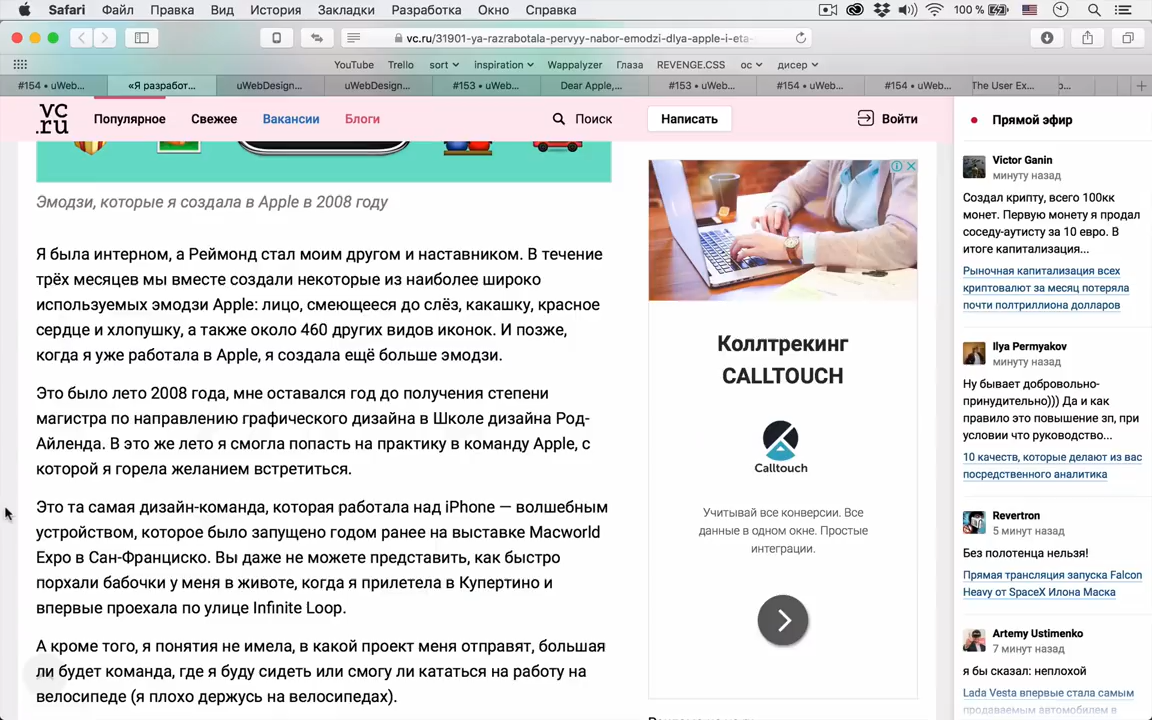 Safari Файл Правка Вид История Закладки Разработка Окно Справка 100 %
vc.ru/31901-ya-razrabotala-pervyy-nabor-emodzi-dlya-apple-i-eta-
YouTube Trello sort inspiration Wappalyzer Глаза REVENGE.CSS ос дисер
#154 • uWeb... «Я разработ... uWebDesign... uWebDesign... #153 • uWeb... Dear Apple,... #153 • uWeb... #154 • uWeb... #154 • uWeb... The User Ex...
vc
.ru
Популярное Свежее Вакансии Блоги Поиск Написать Войти
Эмодзи, которые я создала в Apple в 2008 году
Я была интерном, а Реймонд стал моим другом и наставником. В течение
трёх месяцев мы вместе создали некоторые из наиболее широко
используемых эмодзи Apple: лицо, смеющееся до слёз, какашку, красное
сердце и хлопушку, а также около 460 других видов иконок. И позже,
когда я уже работала в Apple, я создала ещё больше эмодзи.
Это было лето 2008 года, мне оставался год до получения степени
магистра по направлению графического дизайна в Школе дизайна Род-
Айленда. В это же лето я смогла попасть на практику в команду Apple, с
которой я горела желанием встретиться.
Это та самая дизайн-команда, которая работала над iPhone — волшебным
устройством, которое было запущено годом ранее на выставке Macworld
Expo в Сан-Франциско. Вы даже не можете представить, как быстро
порхали бабочки у меня в животе, когда я прилетела в Купертино и
впервые проехала по улице Infinite Loop.
А кроме того, я понятия не имела, в какой проект меня отправят, большая
ли будет команда, где я буду сидеть или смогу ли кататься на работу на
велосипеде (я плохо держусь на велосипедах).
Коллтрекинг
CALLTOUCH
Calltouch
Учитывай все конверсии. Все
данные в одном окне. Простые
интеграции.
Прямой эфир
Victor Ganin
минуту назад
Создал крипту, всего 100кк
монет. Первую монету я продал
соседу-аутисту за 10 евро. В
итоге капитализация...
Рыночная капитализация всех
криптовалют за месяц потеряла
почти полтриллиона долларов
Ilya Permyakov
минуту назад
Ну бывает добровольно-
принудительно))) Да и как
правило это повышение зп, при
условии что руководство...
10 качеств, которые делают из вас
посредственного аналитика
Revertron
5 минут назад
Без полотенца нельзя!
Прямая трансляция запуска Falcon
Heavy от SpaceX Илона Маска
Artemy Ustimenko
7 минут назад
я бы сказал: неплохой
Lada Vesta впервые стала самым
продаваемым автомобилем в